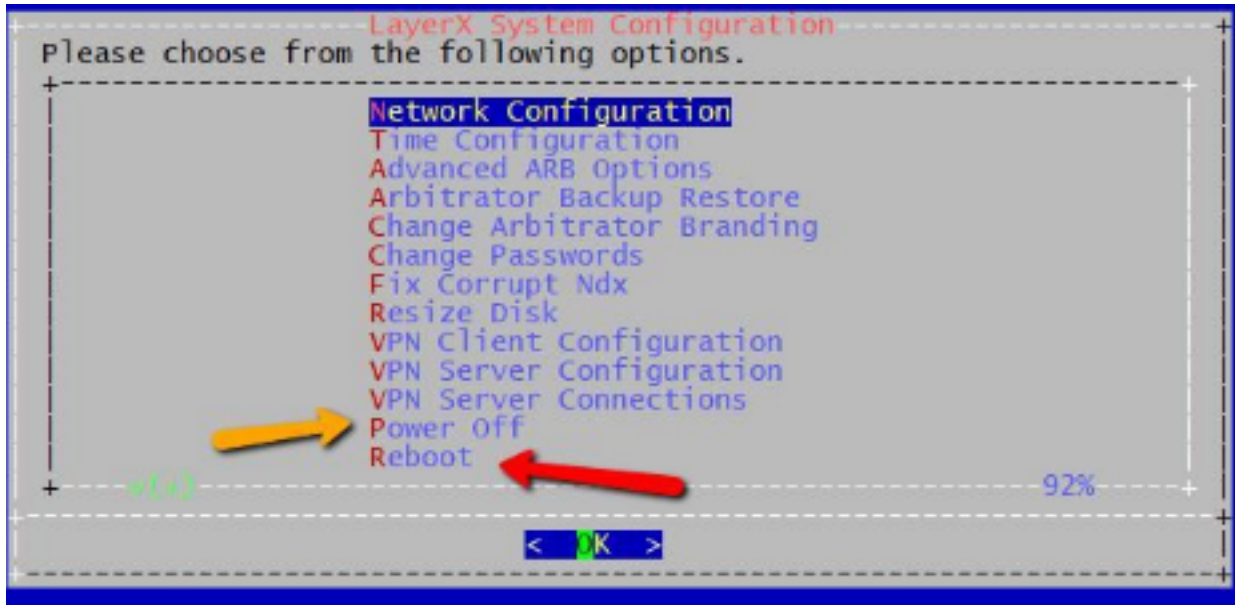 LayerX System Configuration
Please choose from the following options.
Network Configuration
Time Configuration
Advanced ARB Options
Arbitrator Backup Restore
Change Arbitrator Branding
Change Passwords
Fix Corrupt Ndx
Resize Disk
VPN Client Configuration
VPN Server Configuration
VPN Server Connections
Power Off
Reboot
92%
< OK >